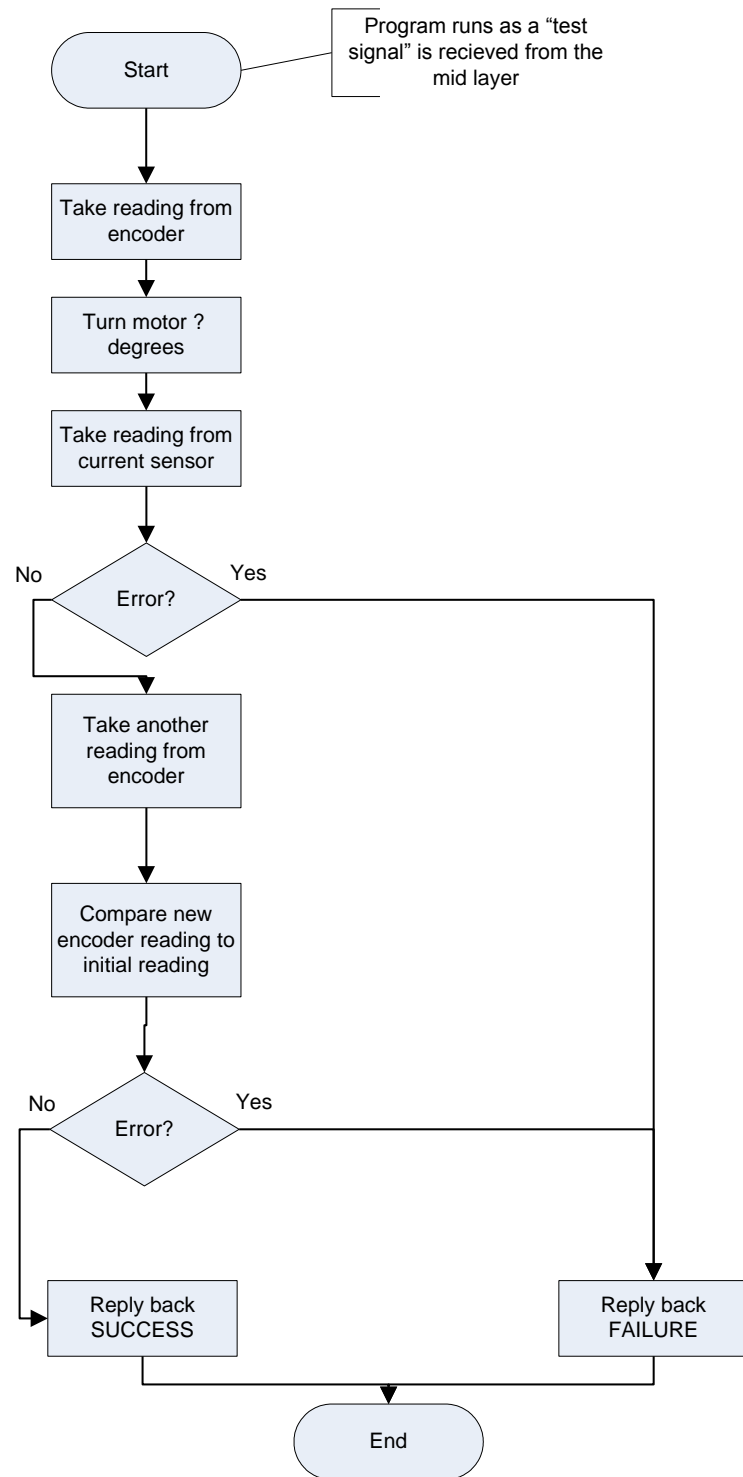 Start
Program runs as a “test
signal” is recieved from the
mid layer
Take reading from
encoder
Turn motor ?
degrees
Take reading from
current sensor
No
Yes
Error?
Take another
reading from
encoder
Compare new
encoder reading to
initial reading
No
Yes
Error?
Reply back
SUCCESS
Reply back
FAILURE
End